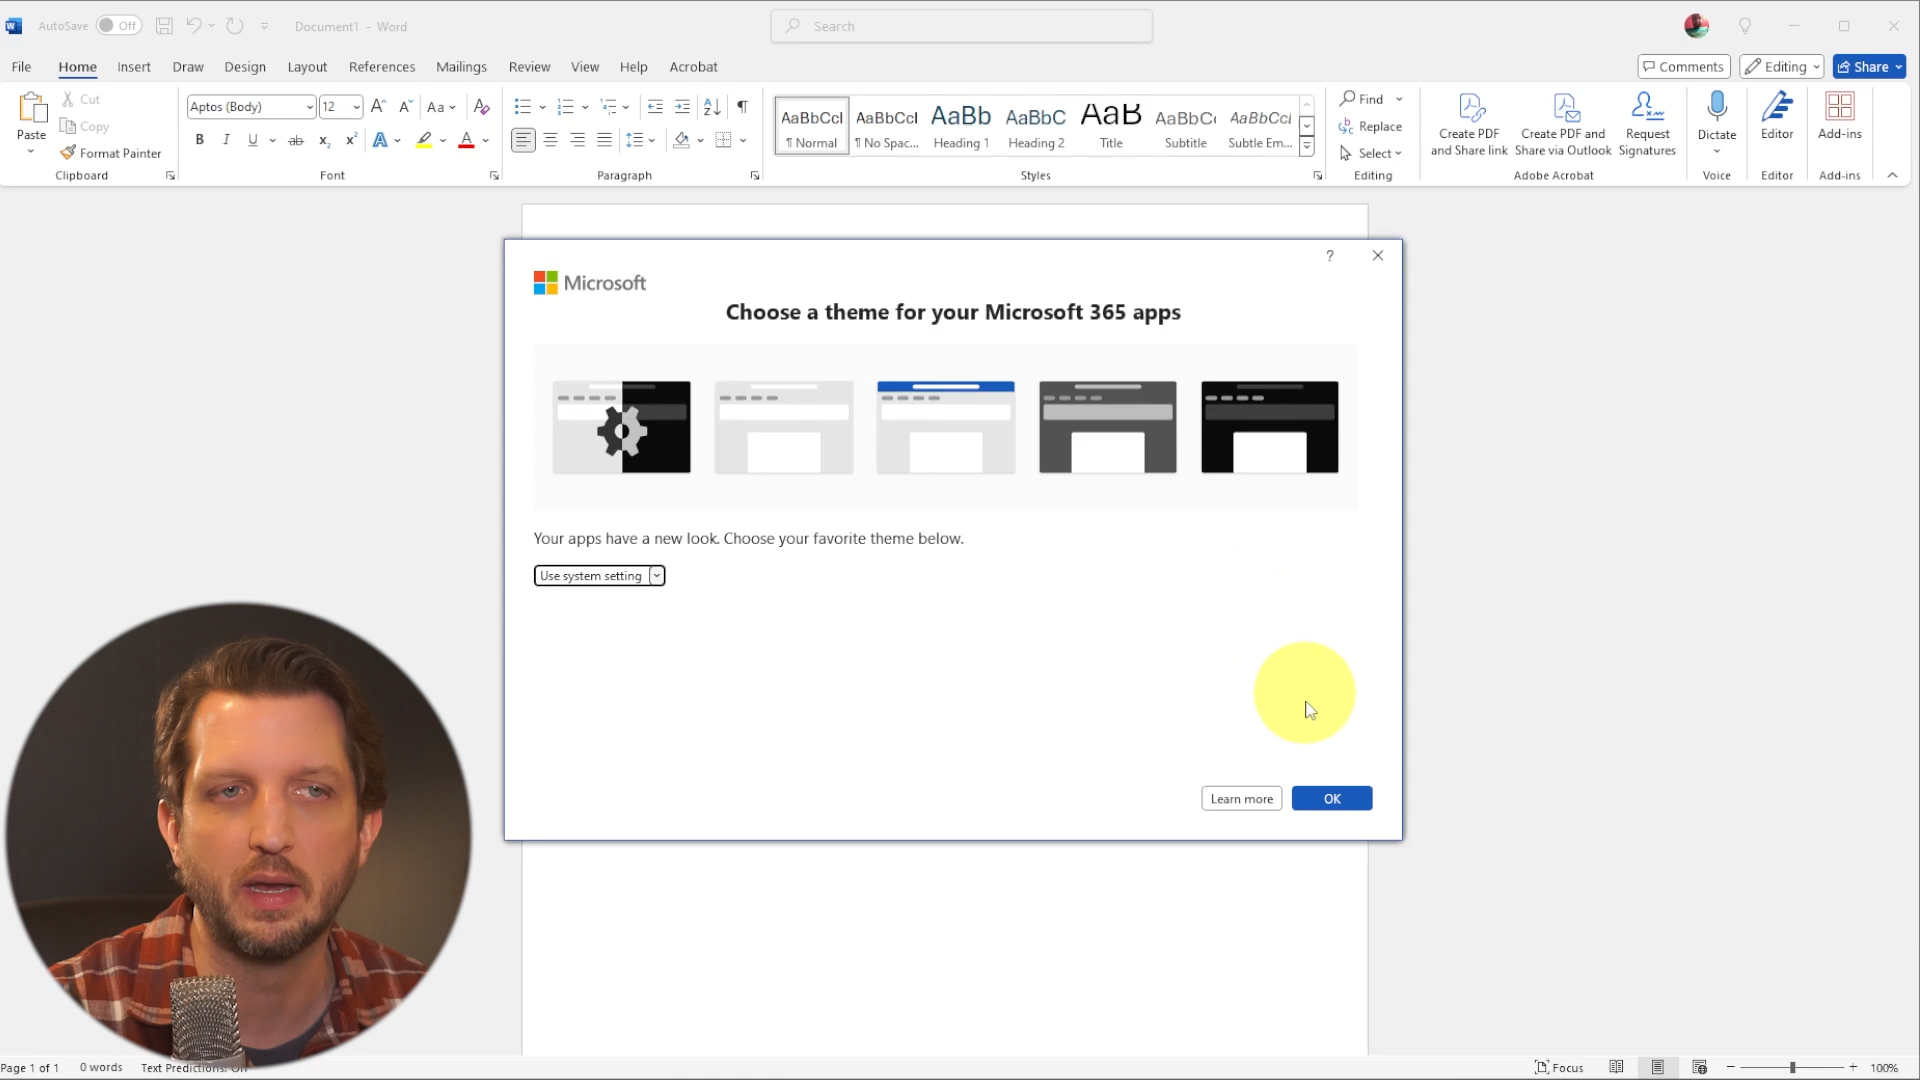 AutoSave Off Document1 - Word Search
File Home Insert Draw Design Layout References Mailings Review View Help Acrobat Comments Editing Share
Paste Cut Copy Format Painter Clipboard
Aptos (Body) 12 Aa B I U ab x₂ x² A A Font
Paragraph
AaBbCcI ¶ Normal
AaBbCcI ¶ No Spac...
AaBb Heading 1
AaBbC Heading 2
AaB Title
AaBbC Subtitle
AaBbCcI Subtle Em...
Styles
Find
Replace
Select
Editing
Create PDF and Share link
Create PDF and Share via Outlook
Request Signatures
Adobe Acrobat
Dictate
Voice
Editor
Editor
Add-ins
Add-ins
Microsoft
Choose a theme for your Microsoft 365 apps
Your apps have a new look. Choose your favorite theme below.
Use system setting
Learn more OK
Page 1 of 1 0 words Text Predictions: On Focus 100%